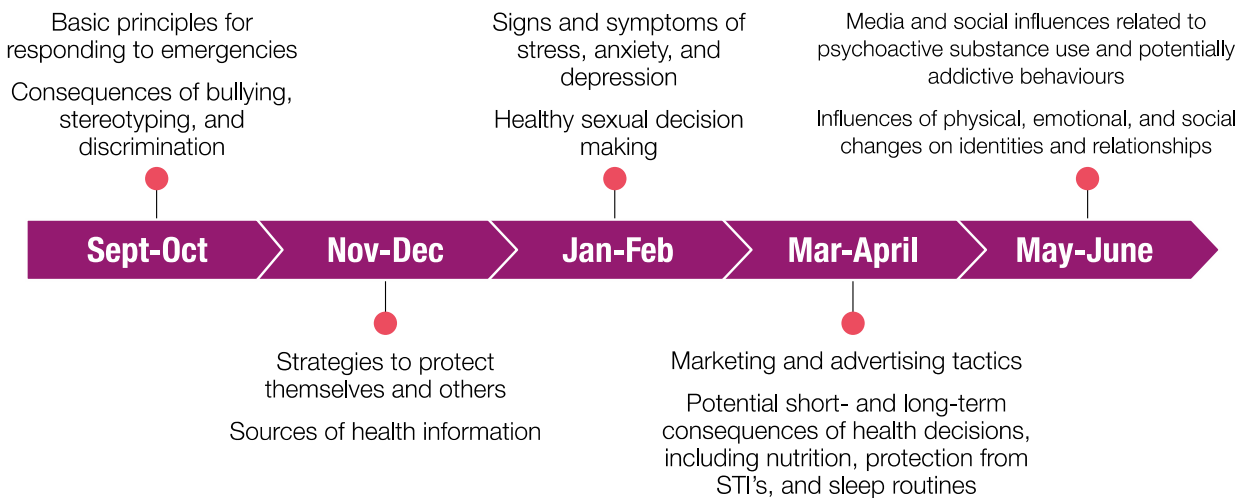 Basic principles for
responding to emergencies
Consequences of bullying,
stereotyping, and
discrimination
Signs and symptoms of
stress, anxiety, and
depression
Healthy sexual decision
making
Media and social influences related to
psychoactive substance use and potentially
addictive behaviours
Influences of physical, emotional, and social
changes on identities and relationships
Sept-Oct
Nov-Dec
Jan-Feb
Mar-April
May-June
Strategies to protect
themselves and others
Sources of health information
Marketing and advertising tactics
Potential short- and long-term
consequences of health decisions,
including nutrition, protection from
STI's, and sleep routines